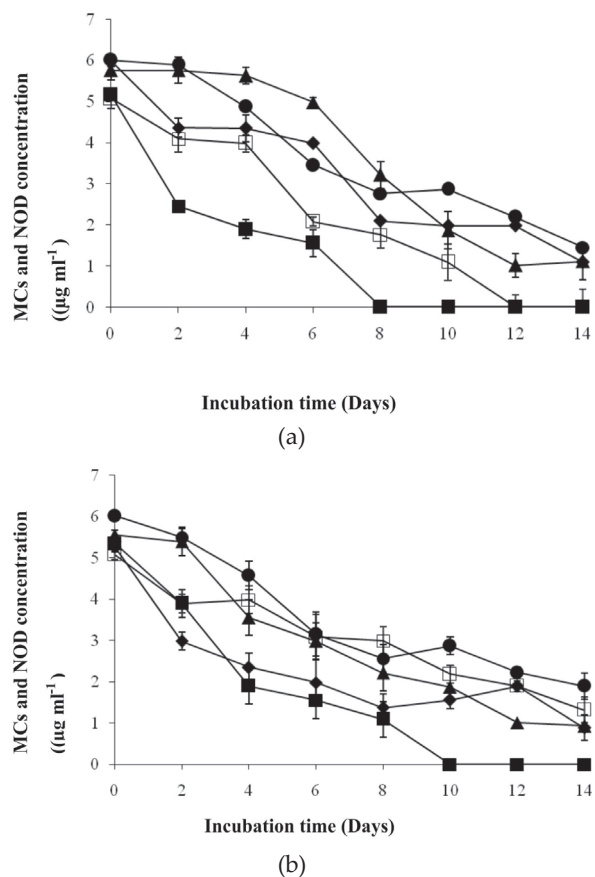 MCs and NOD concentration
((µg ml⁻¹)
7
6
5
4
3
2
1
0
0 2 4 6 8 10 12 14
Incubation time (Days)
(a)
MCs and NOD concentration
((µg ml⁻¹)
7
6
5
4
3
2
1
0
0 2 4 6 8 10 12 14
Incubation time (Days)
(b)